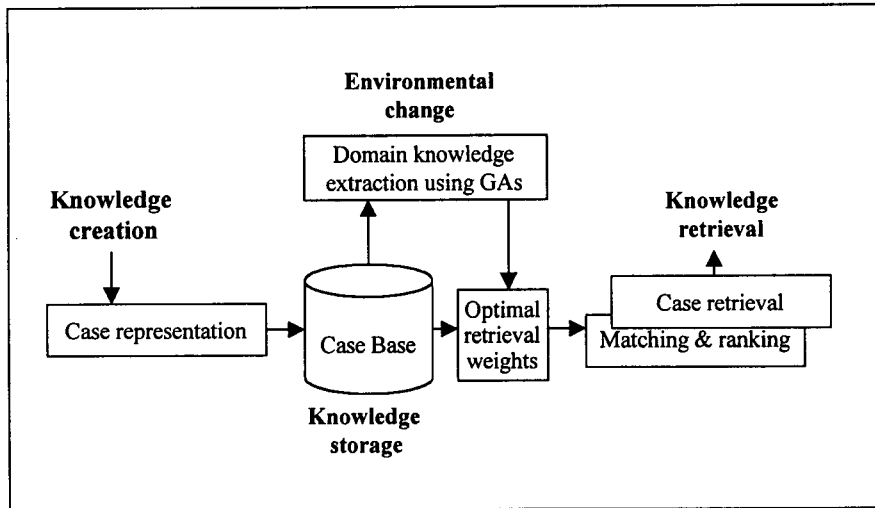 Environmental
change
Domain knowledge
extraction using GAs
Knowledge
creation
Knowledge
retrieval
Case representation
Case Base
Optimal
retrieval
weights
Case retrieval
Matching & ranking
Knowledge
storage